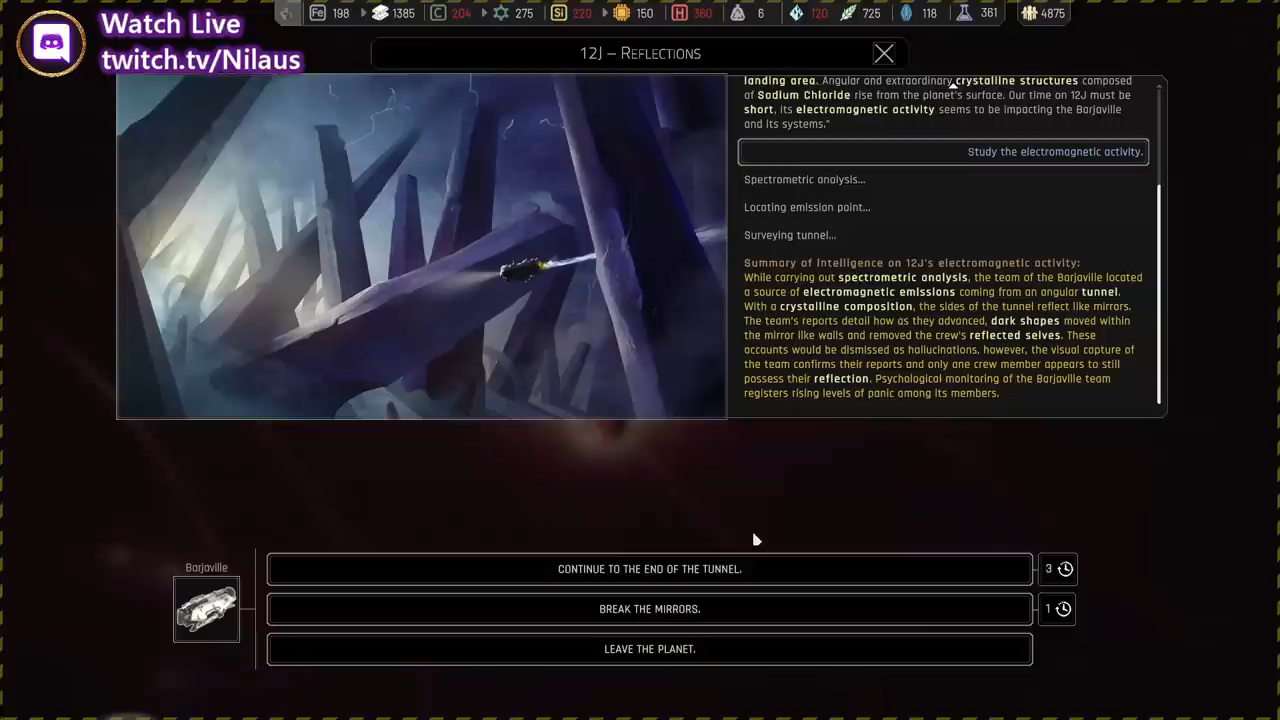 Watch Live
twitch.tv/Nilaus
Fe 198 1385 C 204 275 SI 220 150 H 360 6 120 725 118 361 4875
12J – Reflections
landing area. Angular and extraordinary crystalline structures composed
of Sodium Chloride rise from the planet's surface. Our time on 12J must be
short, its electromagnetic activity seems to be impacting the Barjaville
and its systems."
Study the electromagnetic activity.
Spectrometric analysis...
Locating emission point...
Surveying tunnel...
Summary of Intelligence on 12J's electromagnetic activity:
While carrying out spectrometric analysis, the team of the Barjaville located
a source of electromagnetic emissions coming from an angular tunnel.
With a crystalline composition, the sides of the tunnel reflect like mirrors.
The team's reports detail how as they advanced, dark shapes moved within
the mirror like walls and removed the crew's reflected selves. These
accounts would be dismissed as hallucinations, however, the visual capture of
the team confirms their reports and only one crew member appears to still
possess their reflection. Psychological monitoring of the Barjaville team
registers rising levels of panic among its members.
Barjaville
CONTINUE TO THE END OF THE TUNNEL. 3
BREAK THE MIRRORS. 1
LEAVE THE PLANET.